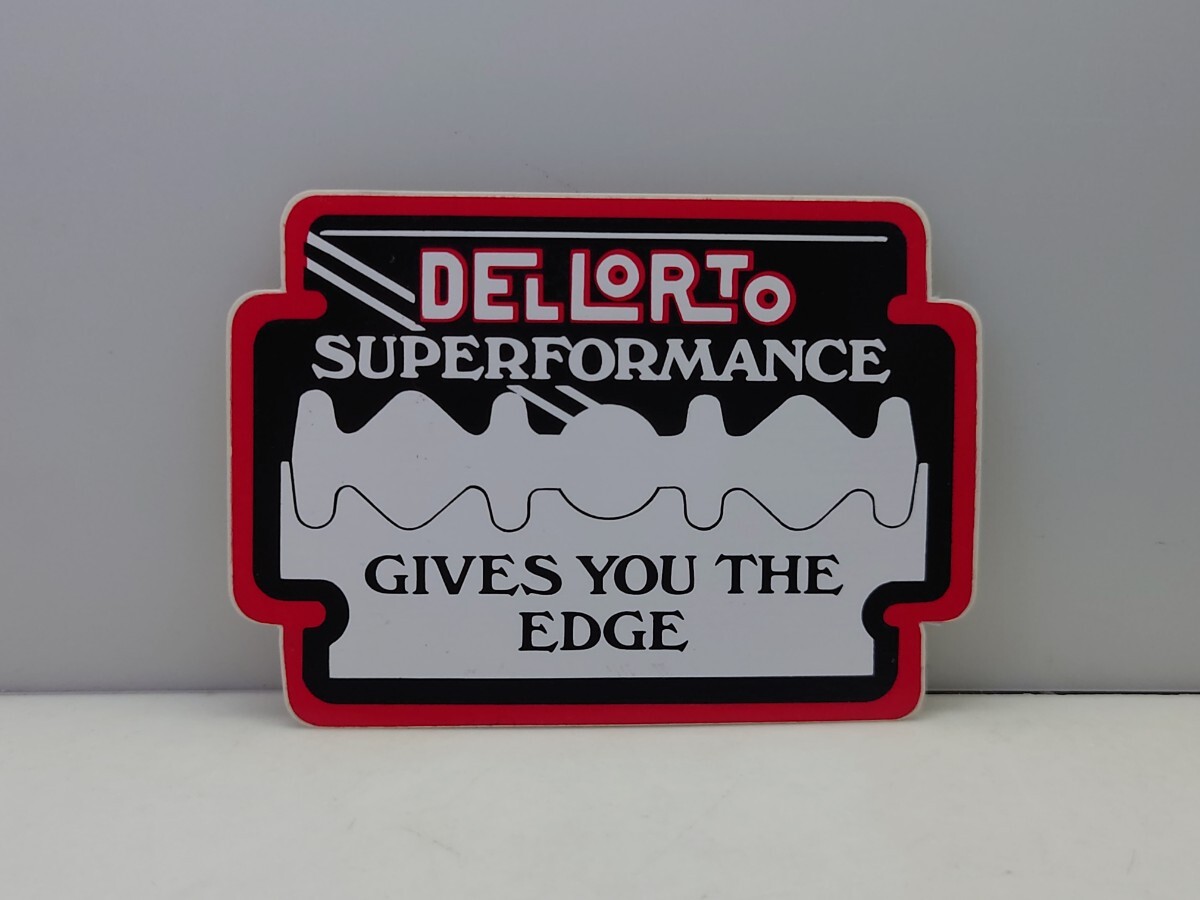 DELLORTO
SUPERFORMANCE
GIVES YOU THE
EDGE